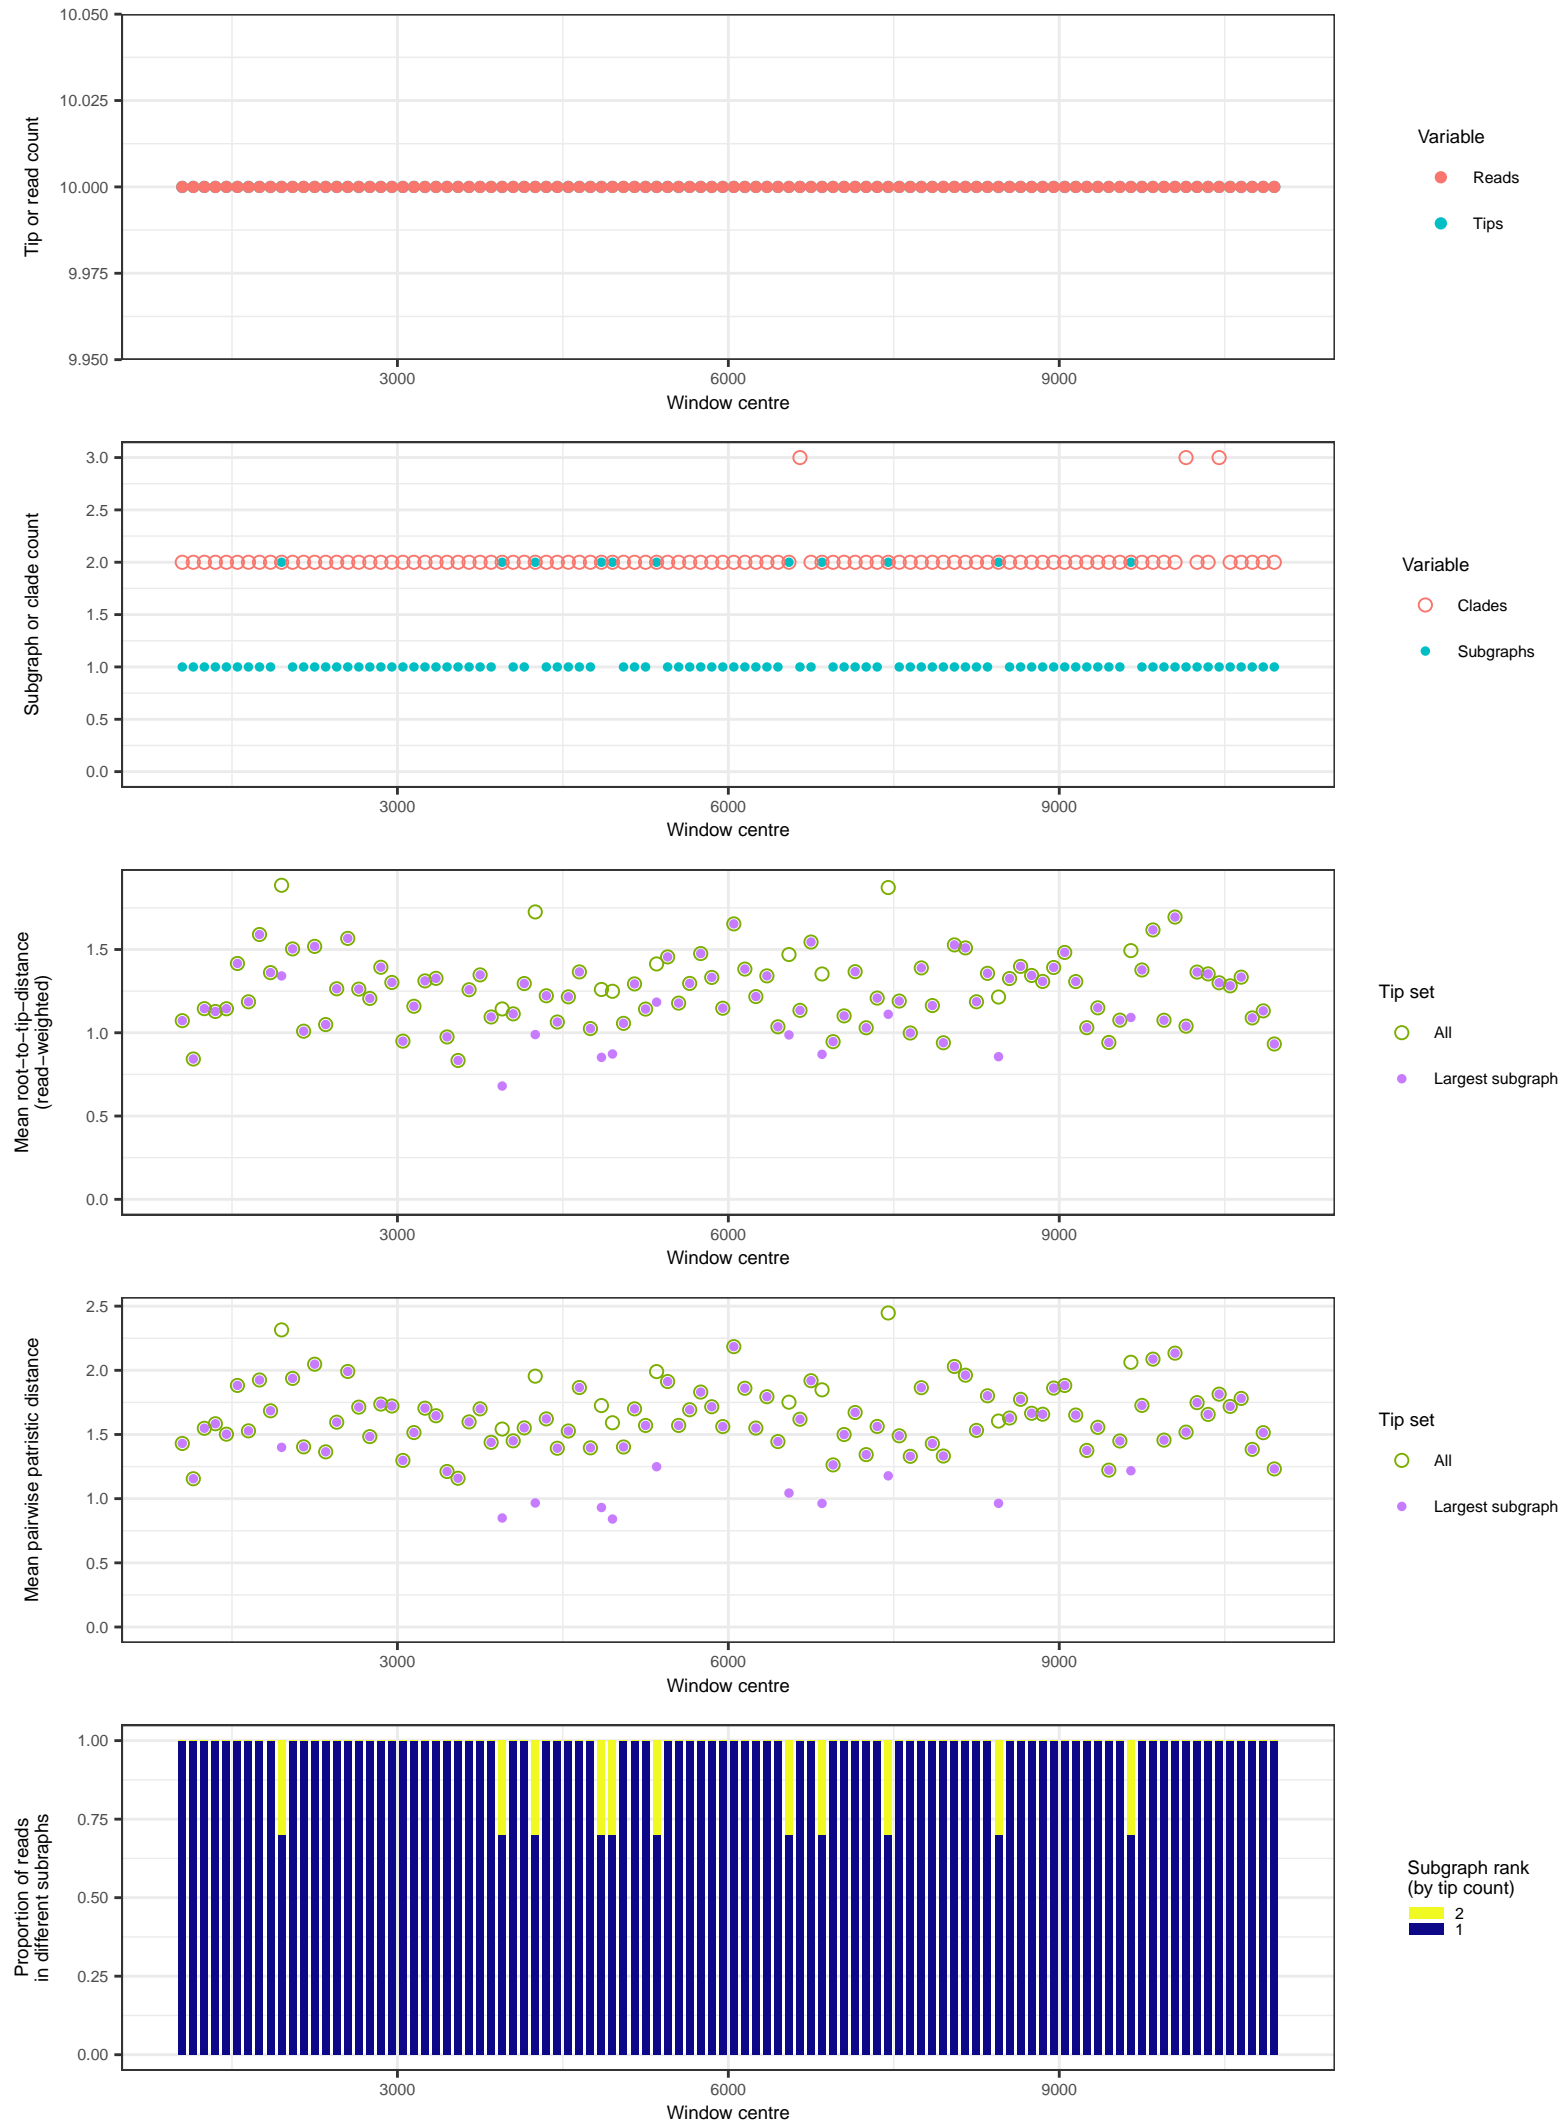 10.050
10.025
10.000
9.975
9.950
Tip or read count
3000
6000
9000
Window centre
Variable
Reads
Tips
3.0
2.5
2.0
1.5
1.0
0.5
0.0
Subgraph or clade count
3000
6000
9000
Window centre
Variable
Clades
Subgraphs
1.5
1.0
0.5
0.0
Mean root−to−tip−distance
(read−weighted)
3000
6000
9000
Window centre
Tip set
All
Largest subgraph
2.5
2.0
1.5
1.0
0.5
0.0
Mean pairwise patristic distance
3000
6000
9000
Window centre
Tip set
All
Largest subgraph
1.00
0.75
0.50
0.25
0.00
Proportion of reads
in different subraphs
3000
6000
9000
Window centre
Subgraph rank
(by tip count)
2
1